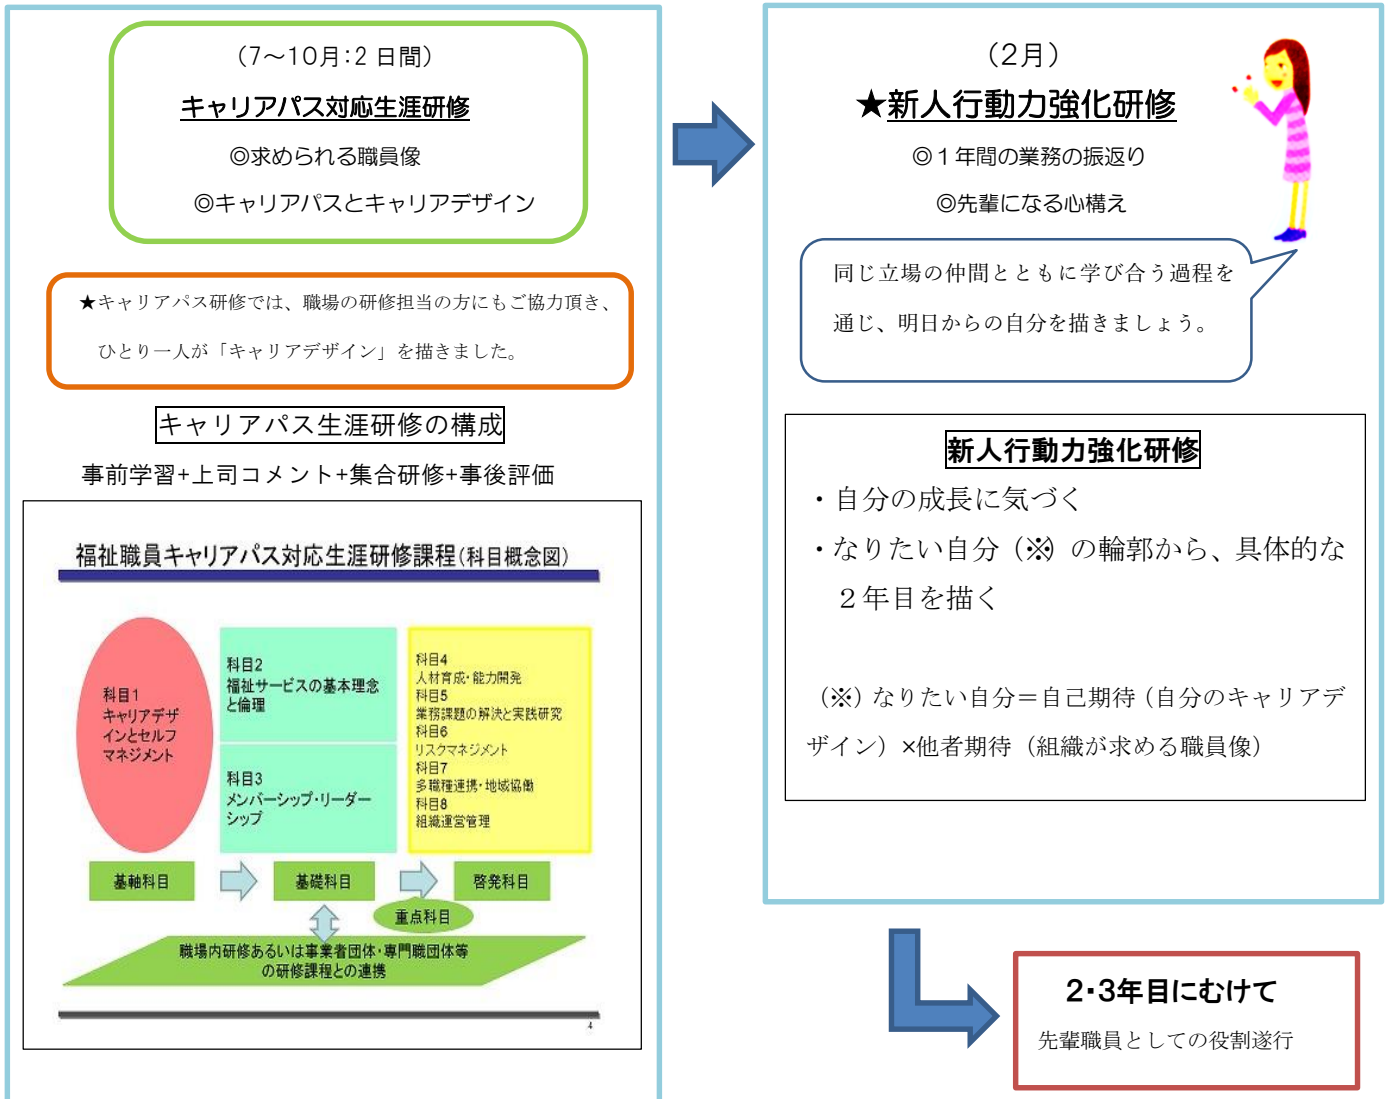 （7～10月：2 日間）
キャリアパス対応生涯研修
◎求められる職員像
◎キャリアパスとキャリアデザイン
★キャリアパス研修では、職場の研修担当の方にもご協力頂き、
ひとり一人が「キャリアデザイン」を描きました。
キャリアパス生涯研修の構成
事前学習+上司コメント+集合研修+事後評価
福祉職員キャリアパス対応生涯研修課程（科目概念図）
科目1
キャリアデザ
インとセルフ
マネジメント
科目2
福祉サービスの基本理念
と倫理
科目3
メンバーシップ・リーダー
シップ
科目4
人材育成・能力開発
科目5
業務課題の解決と実践研究
科目6
リスクマネジメント
科目7
多職種連携・地域協働
科目8
組織運営管理
基軸科目
基礎科目
啓発科目
重点科目
職場内研修あるいは事業者団体・専門職団体等
の研修課程との連携
4
（2月）
★新人行動力強化研修
◎１年間の業務の振返り
◎先輩になる心構え
同じ立場の仲間とともに学び合う過程を
通じ、明日からの自分を描きましょう。
新人行動力強化研修
・自分の成長に気づく
・なりたい自分（※）の輪郭から、具体的な
２年目を描く
（※）なりたい自分＝自己期待（自分のキャリアデ
ザイン）×他者期待（組織が求める職員像）
2・3年目にむけて
先輩職員としての役割遂行